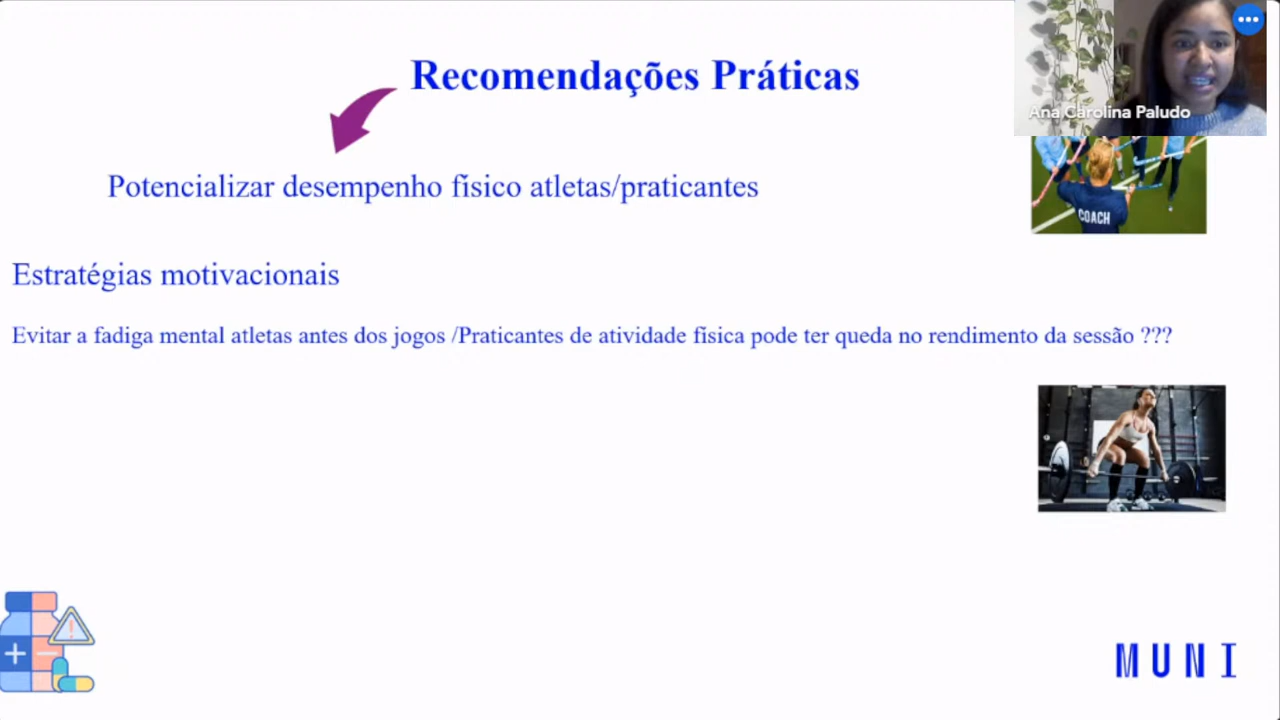 Recomendações Práticas
Ana Carolina Paludo
Potencializar desempenho físico atletas/praticantes
COACH
Estratégias motivacionais
Evitar a fadiga mental atletas antes dos jogos /Praticantes de atividade física pode ter queda no rendimento da sessão ???
MUNI